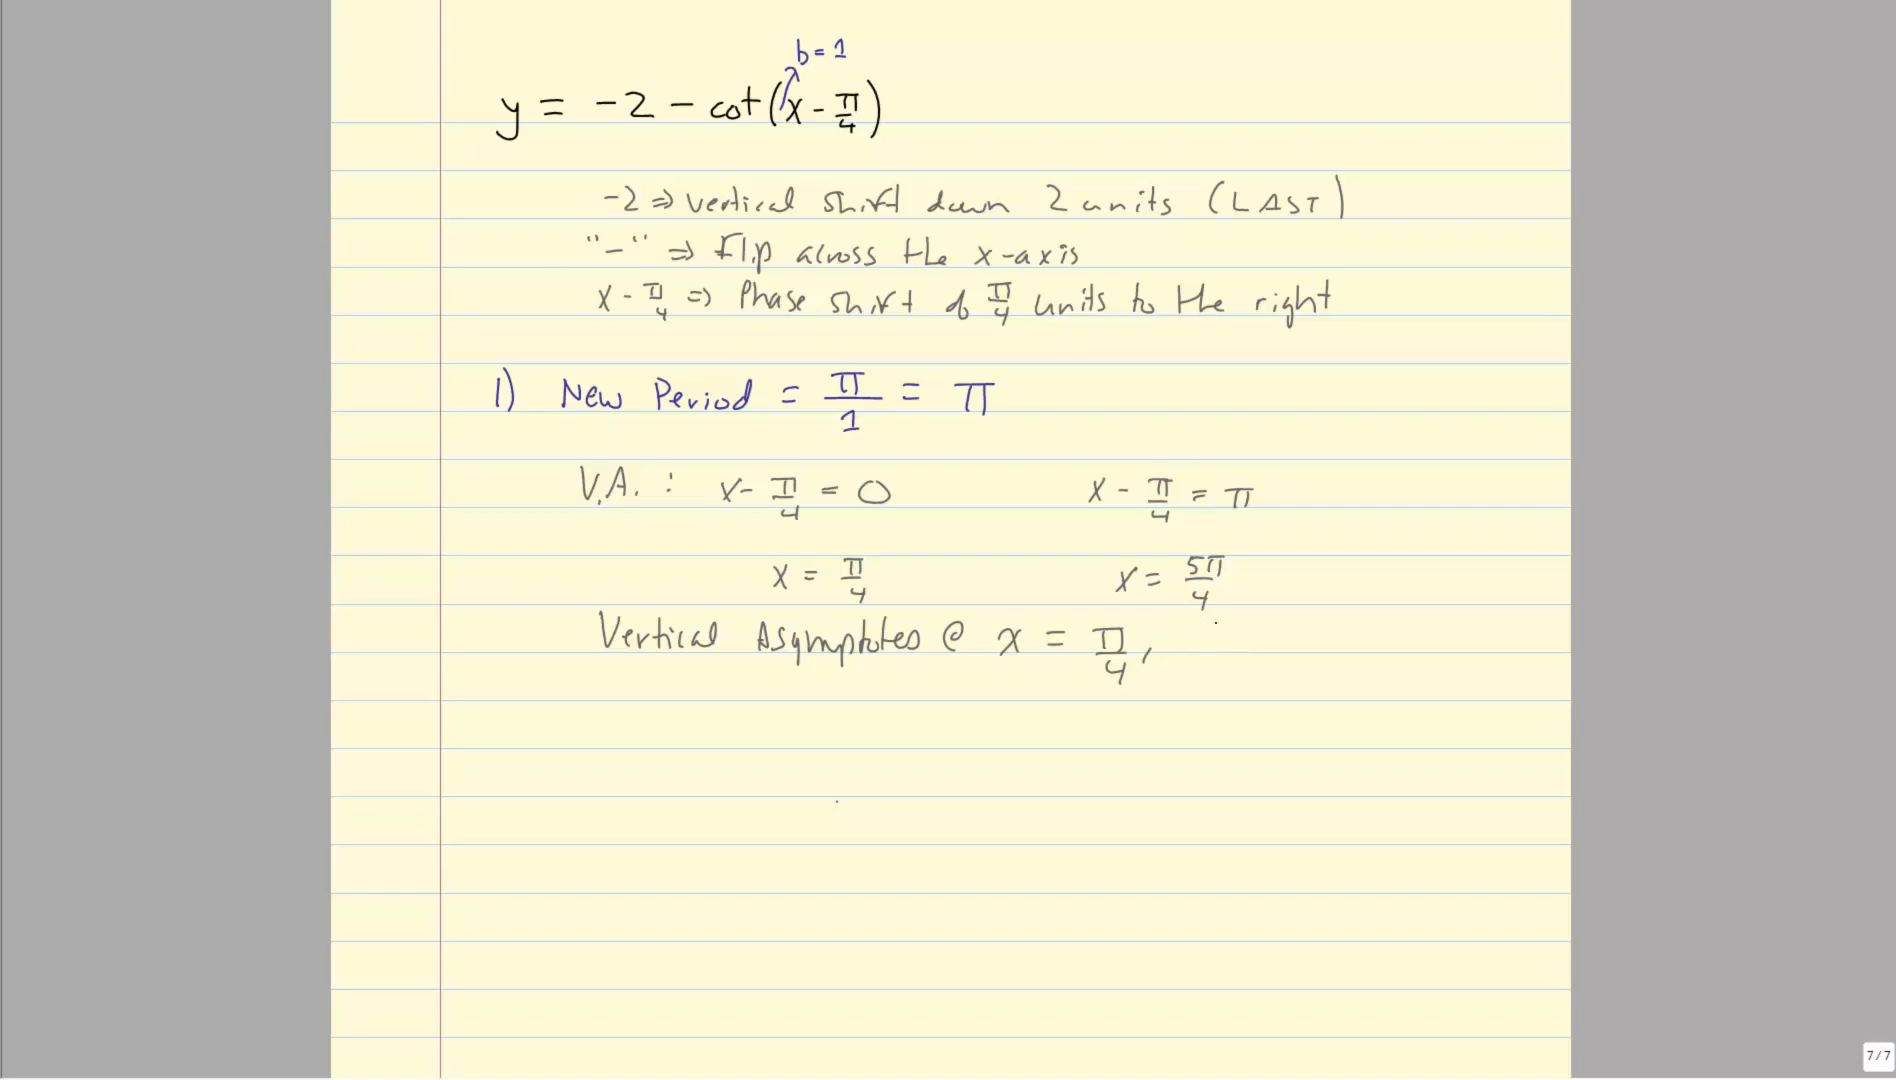 b = 1
y = -2 - cot(x - π/4)
-2 ⇒ vertical shift down 2 units (LAST)
"-" ⇒ flip across the x-axis
x - π/4 ⇒ Phase shift of π/4 units to the right
1) New Period = π/1 = π
V.A. : x - π/4 = 0 x - π/4 = π
x = π/4 x = 5π/4
Vertical Asymptotes @ x = π/4,
7/7